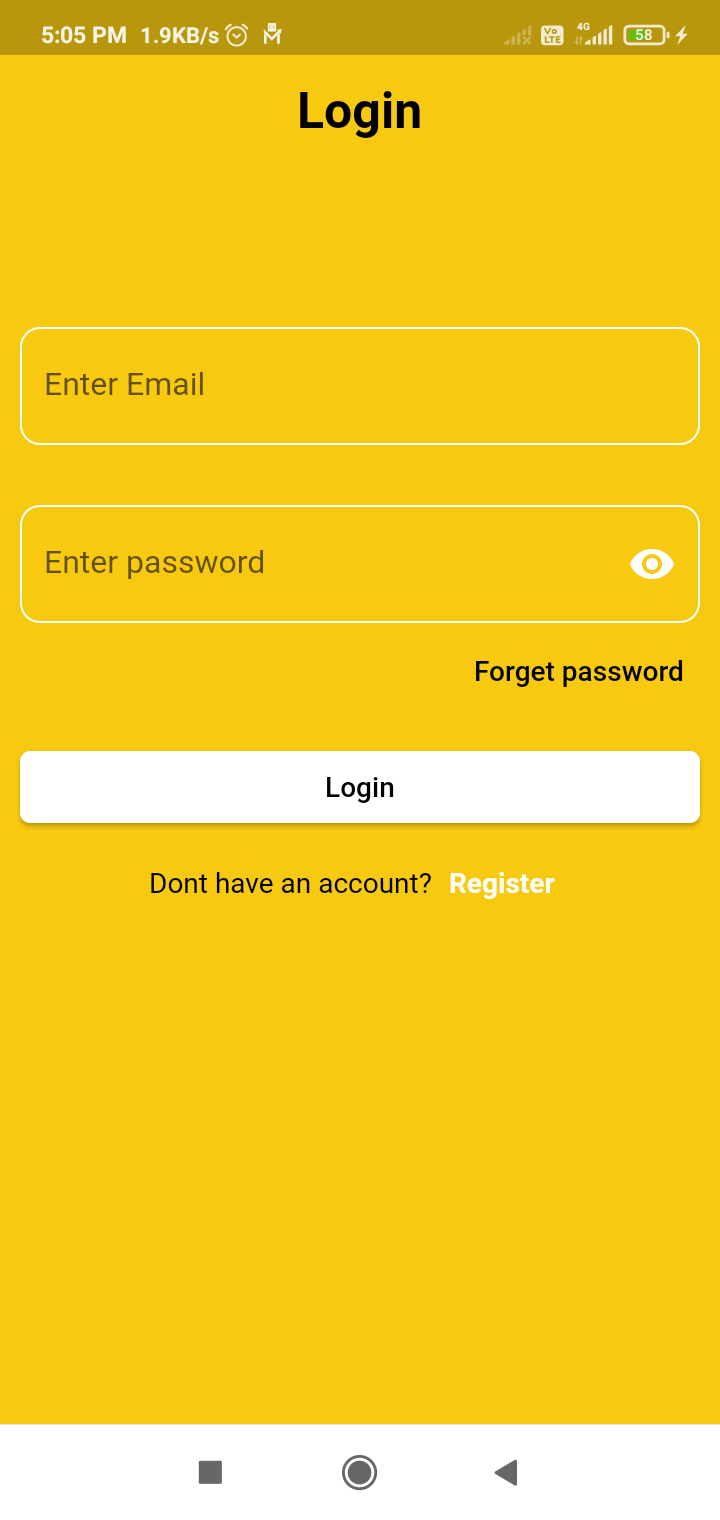 5:05 PM 1.9KB/s Vo LTE 4G 58
Login
Enter Email
Enter password
Forget password
Login
Dont have an account? Register